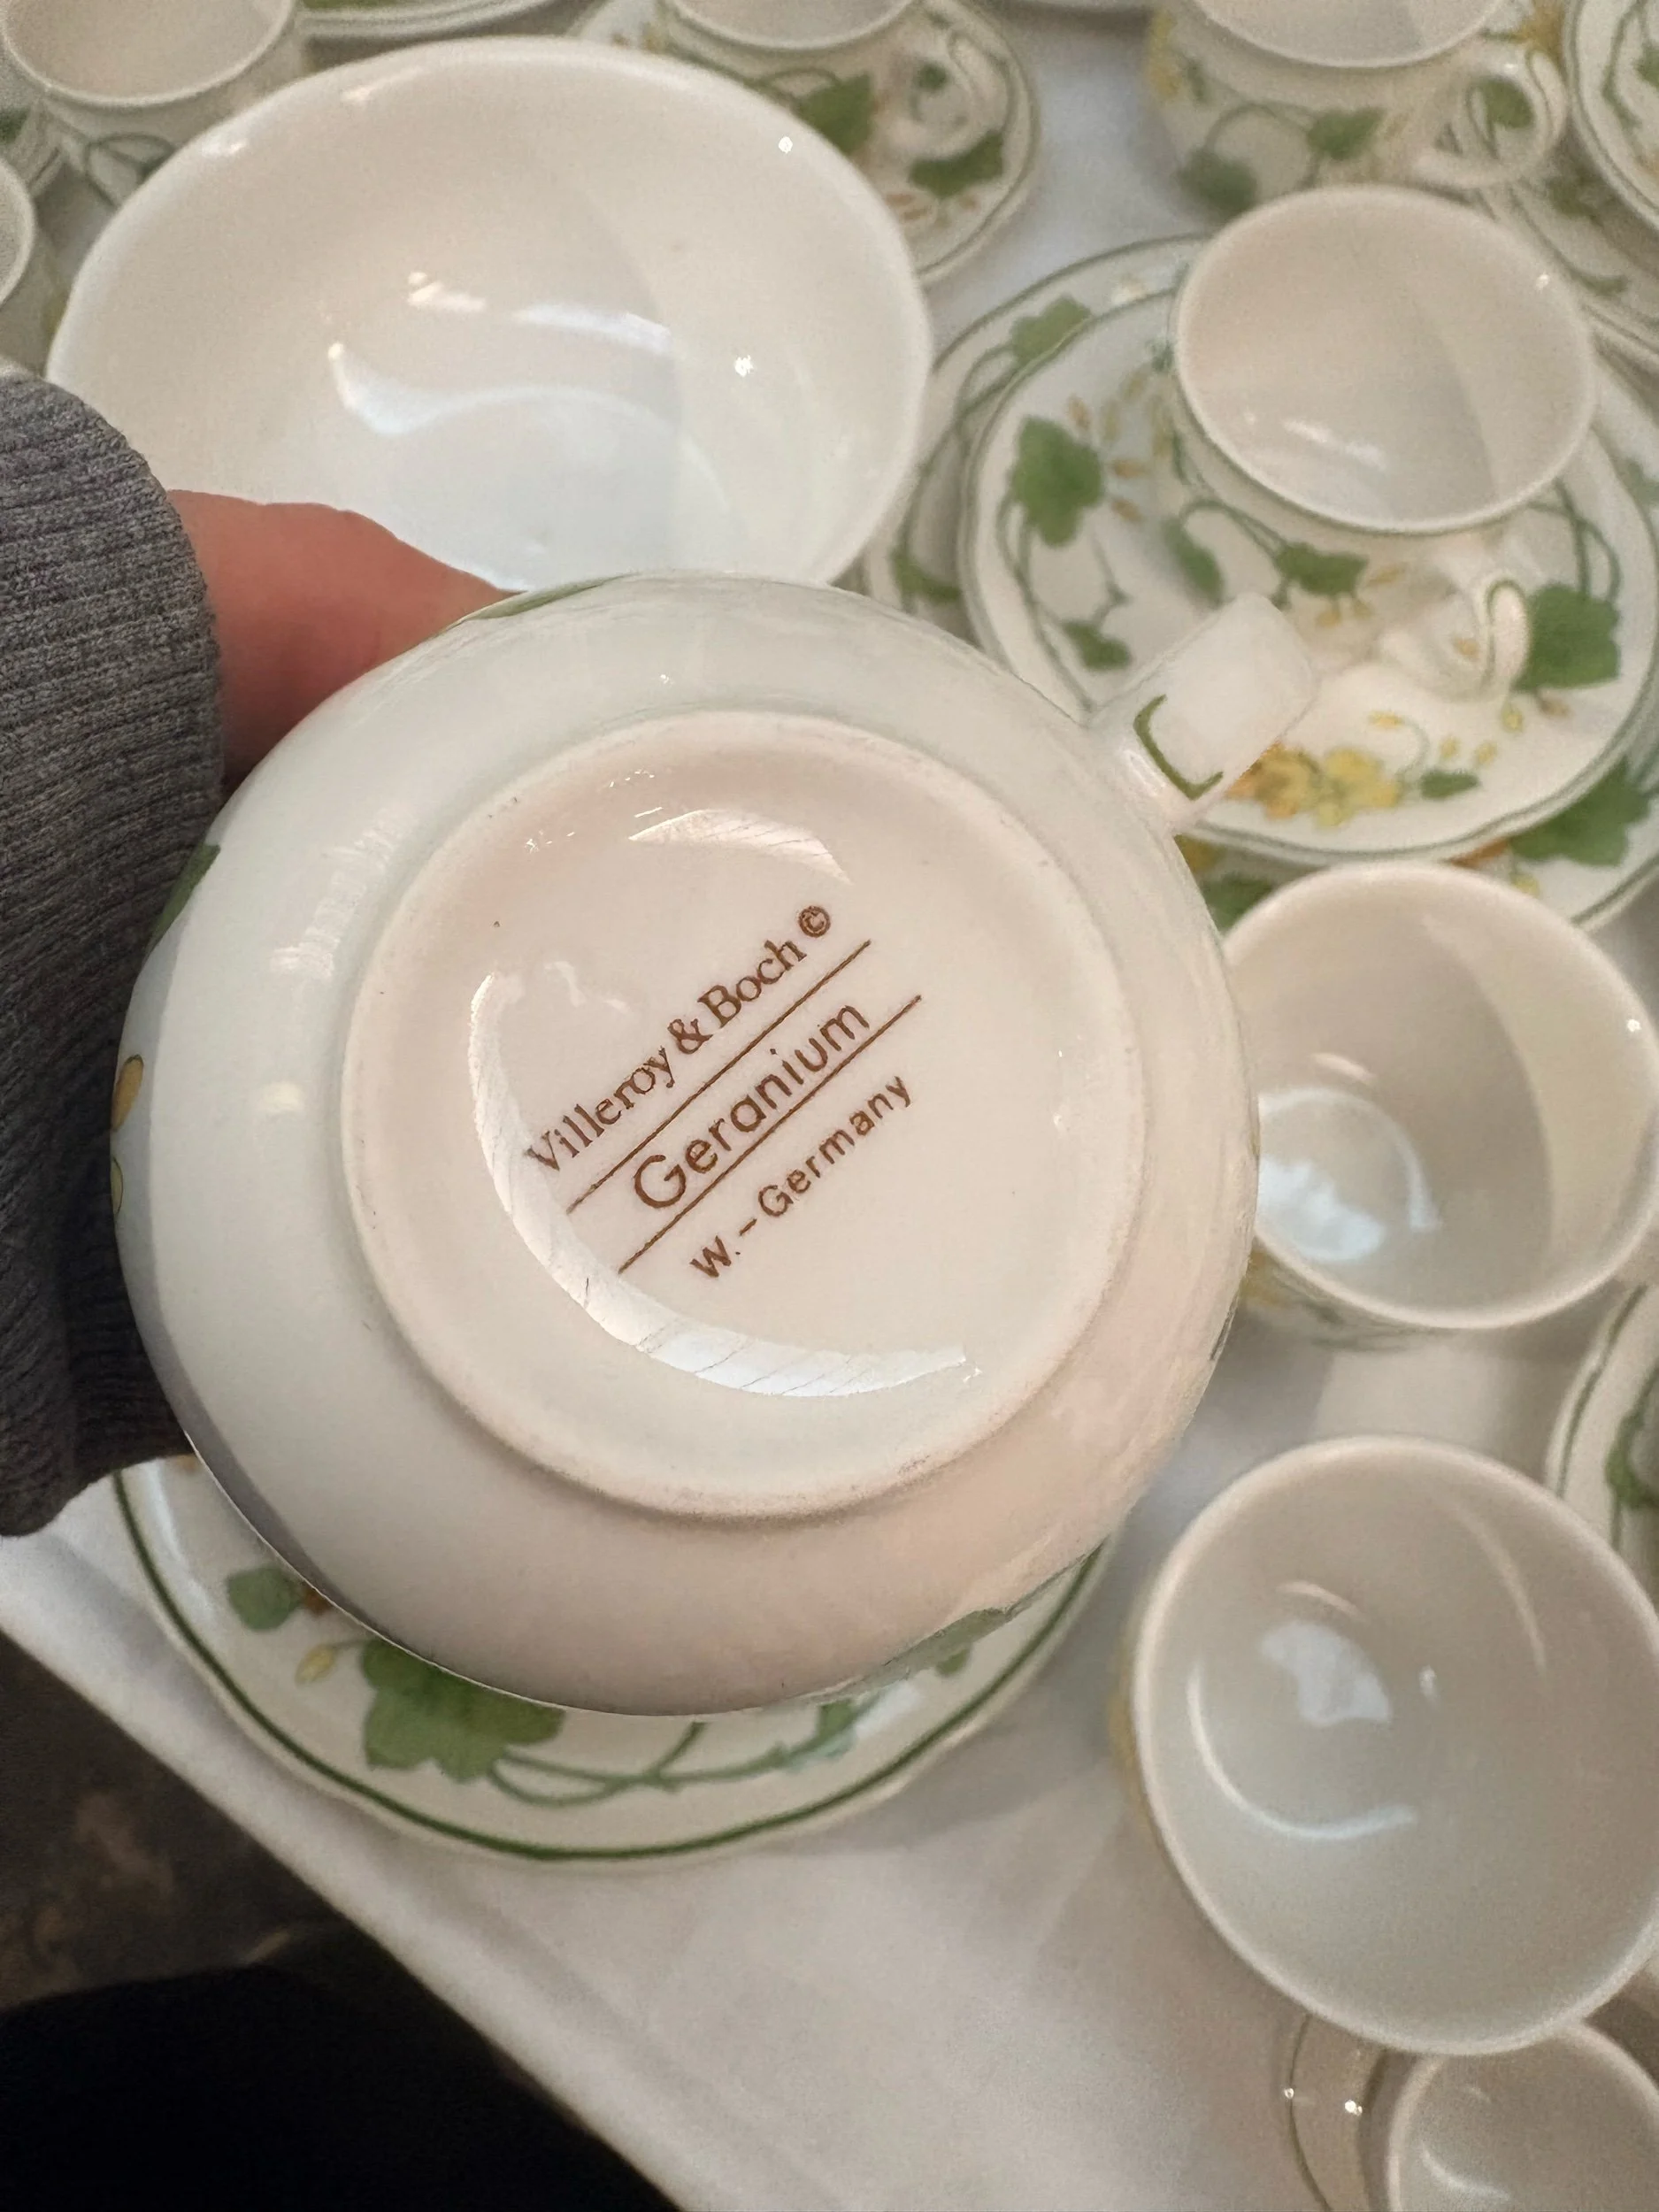 Villeroy & Boch ©
Geranium
W.-Germany